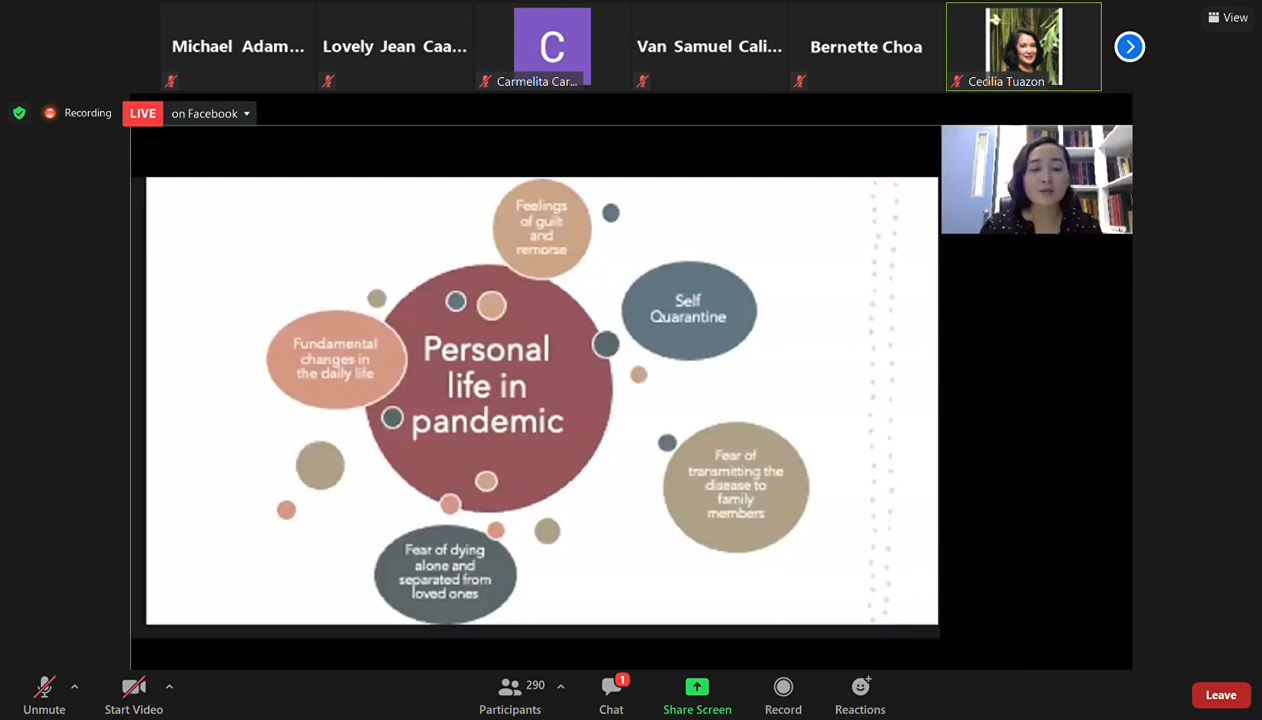 Michael Adam...
Lovely Jean Caa...
C
Carmelita Car...
Van Samuel Cali...
Bernette Choa
Cecilia Tuazon
View
Recording
LIVE
on Facebook
Feelings
of guilt
and
remorse
Self
Quarantine
Fundamental
changes in
the daily life
Personal
life in
pandemic
Fear of
transmitting the
disease to
family
members
Fear of dying
alone and
separated from
loved ones
Unmute
Start Video
290
Participants
1
Chat
Share Screen
Record
Reactions
Leave